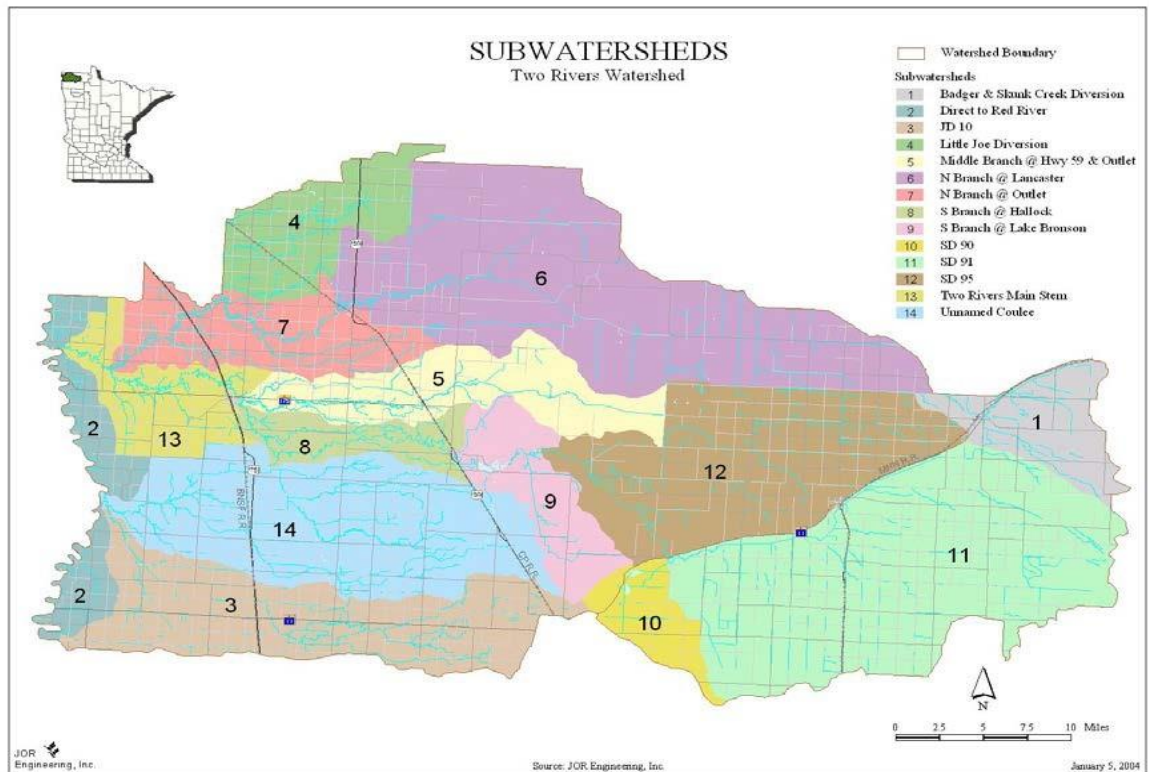 SUBWATERSHEDS
Two Rivers Watershed
Watershed Boundary
Subwatersheds
1 Badger & Skunk Creek Diversion
2 Direct to Red River
3 JD 10
4 Little Joe Diversion
5 Middle Branch @ Hwy 59 & Outlet
6 N Branch @ Lancaster
7 N Branch @ Outlet
8 S Branch @ Hallock
9 S Branch @ Lake Bronson
10 SD 90
11 SD 91
12 SD 95
13 Two Rivers Main Stem
14 Unnamed Coulee
4
6
7
5
1
2
13
8
12
9
BNSF R.R.
14
11
C.P.R.R.
2
3
10
N
0 2.5 5 7.5 10 Miles
JOR
Engineering, Inc.
Source: JOR Engineering, Inc.
January 5, 2004